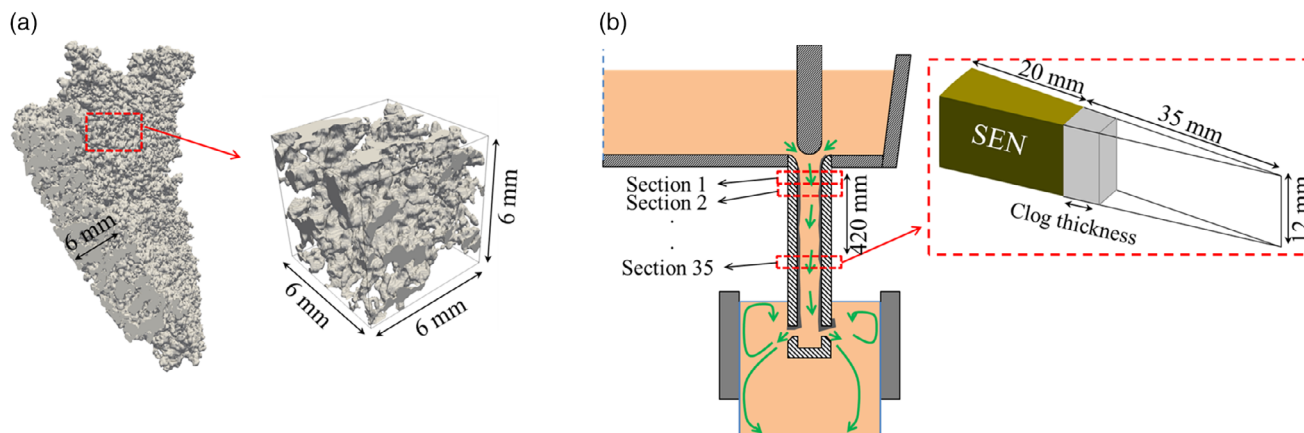 (a)
6 mm
6 mm
6 mm
6 mm
(b)
Section 1
Section 2
.
.
Section 35
420 mm
20 mm
35 mm
SEN
Clog thickness
12 mm